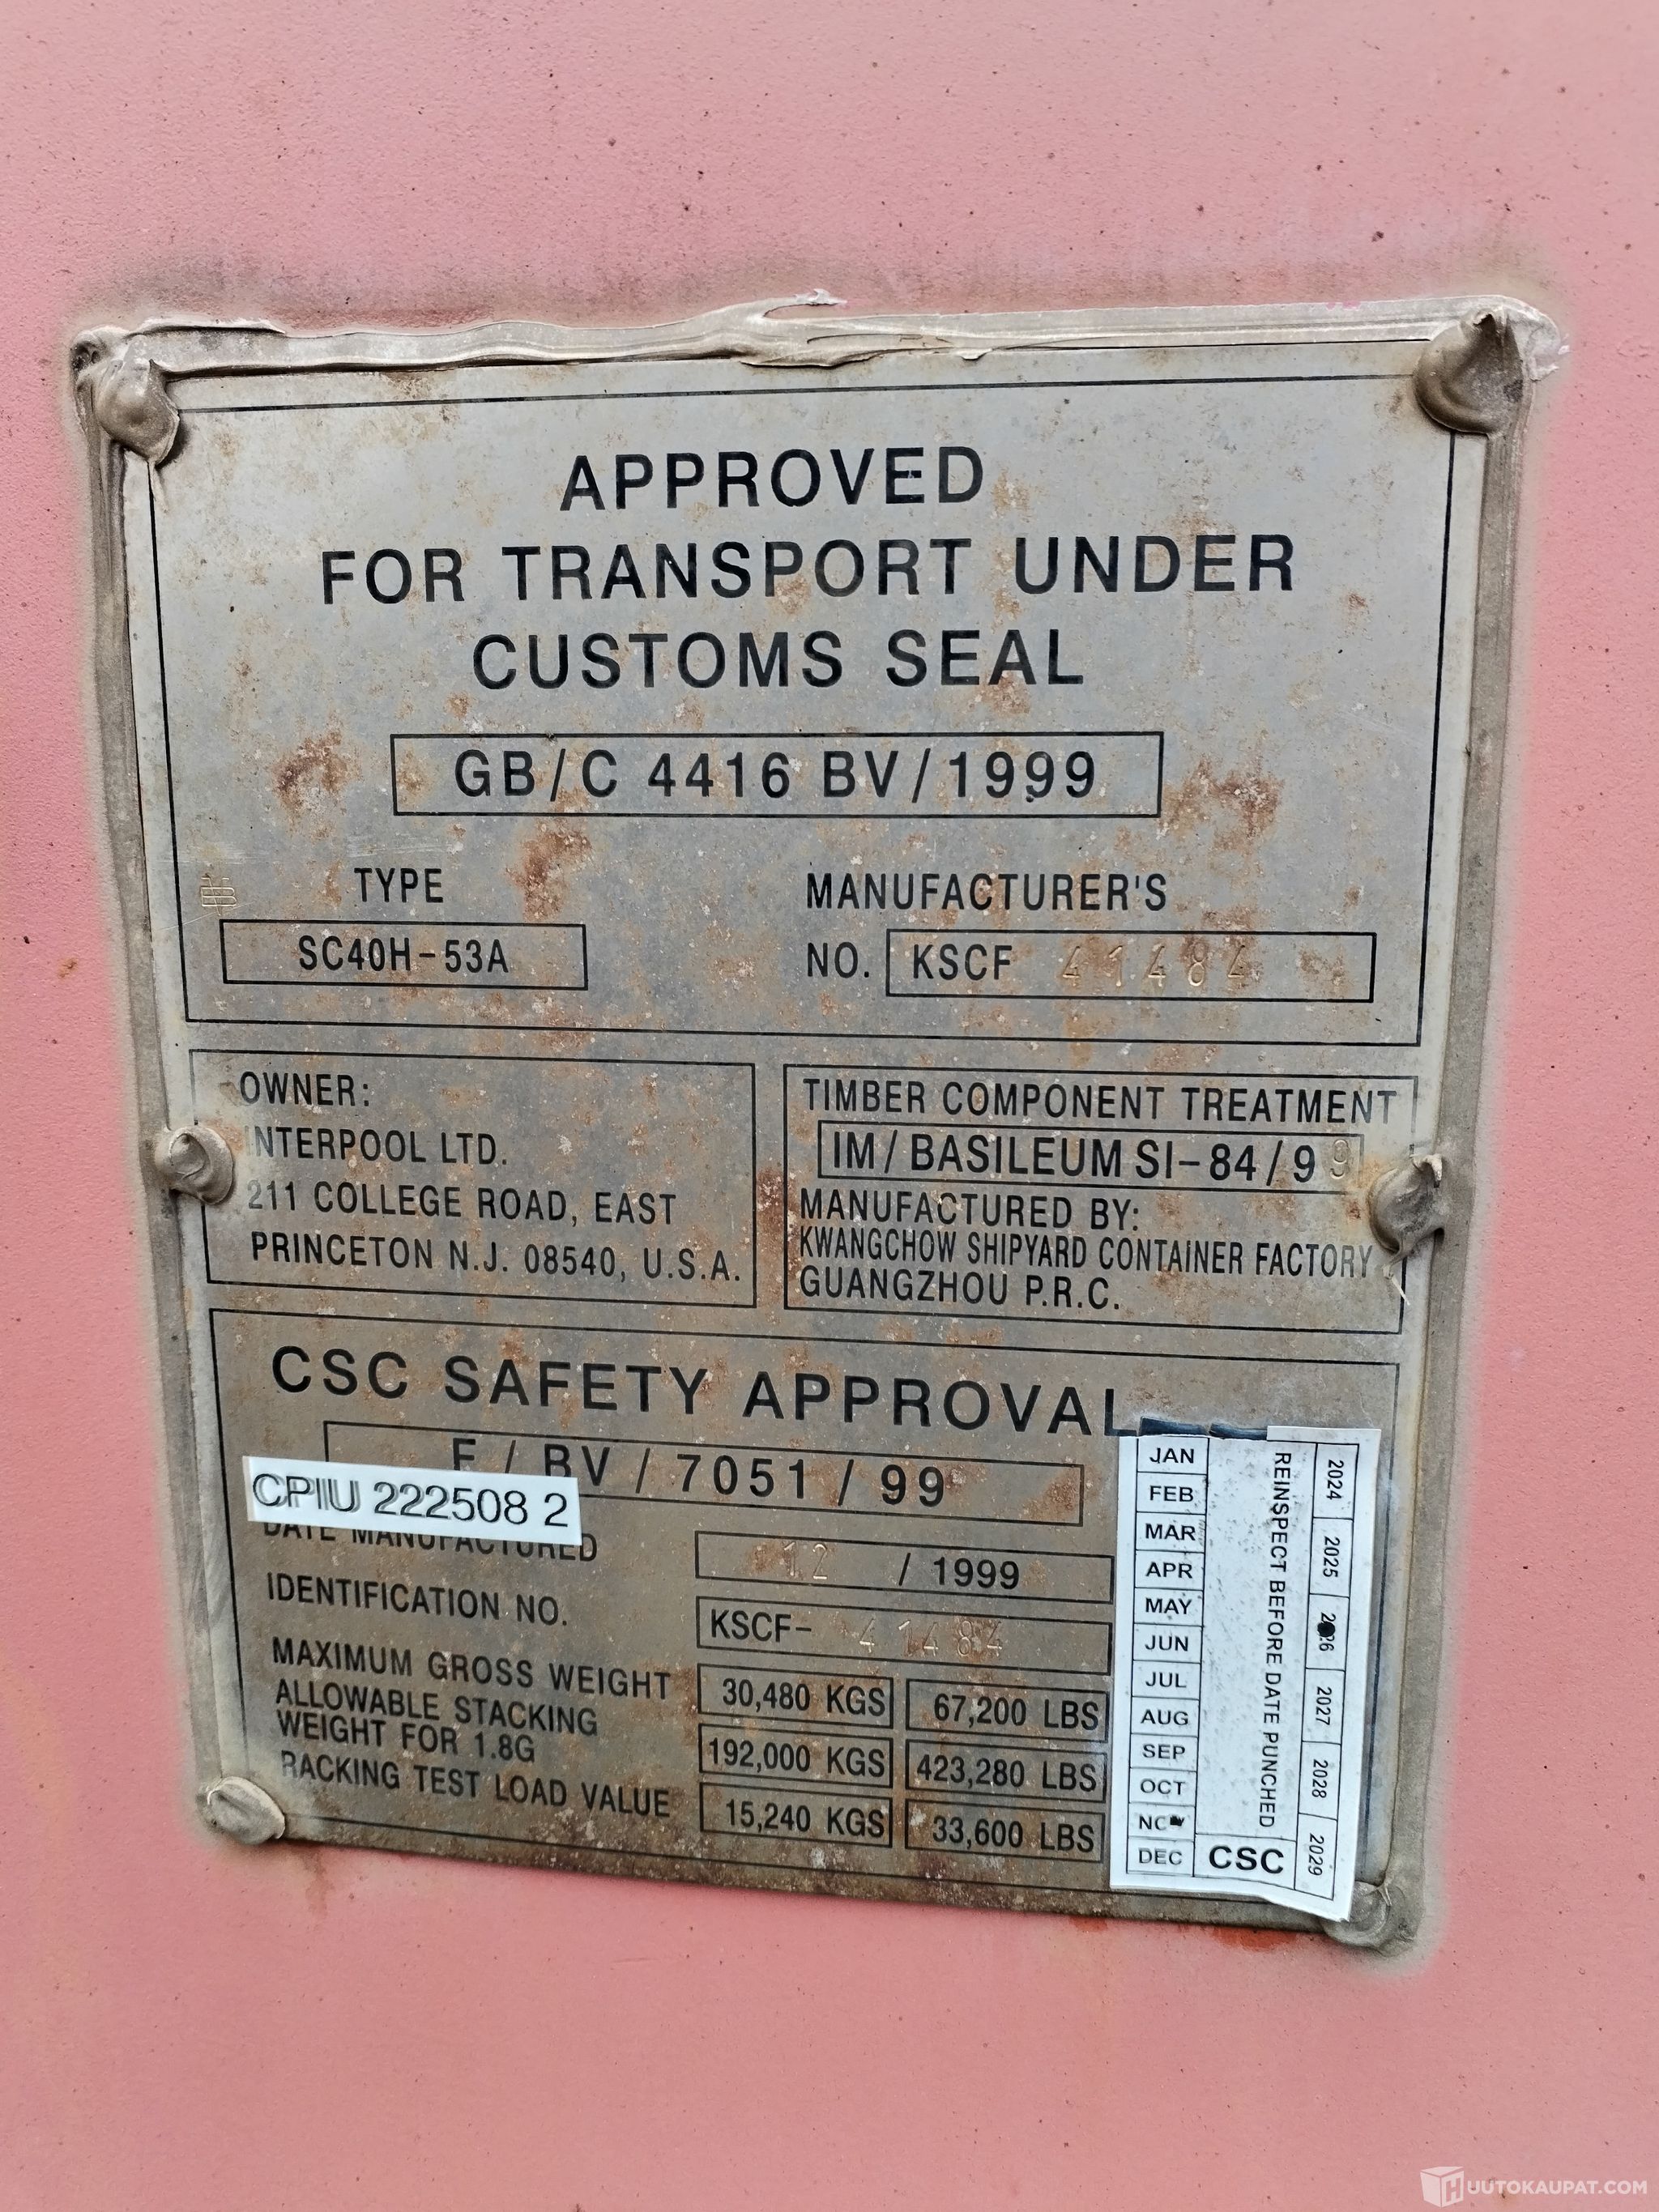 APPROVED
FOR TRANSPORT UNDER
CUSTOMS SEAL
GB/C 4416 BV/1999
TYPE
SC40H-53A
MANUFACTURER'S
NO. KSCF 41484
OWNER:
INTERPOOL LTD.
211 COLLEGE ROAD, EAST
PRINCETON N.J. 08540, U.S.A.
TIMBER COMPONENT TREATMENT
IM/BASILEUM SI-84/99
MANUFACTURED BY:
KWANGCHOW SHIPYARD CONTAINER FACTORY
GUANGZHOU P.R.C.
CSC SAFETY APPROVAL
F / BV / 7051 / 99
CPIU 222508 2
DATE MANUFACTURED 12 / 1999
IDENTIFICATION NO. KSCF- 41484
MAXIMUM GROSS WEIGHT 30,480 KGS 67,200 LBS
ALLOWABLE STACKING
WEIGHT FOR 1.8G 192,000 KGS 423,280 LBS
RACKING TEST LOAD VALUE 15,240 KGS 33,600 LBS
JAN
FEB
MAR
APR
MAY
JUN
JUL
AUG
SEP
OCT
NOV
DEC
REINSPECT BEFORE DATE PUNCHED
CSC
2024
2025
2026
2027
2028
2029
HUUTOKAUPAT.COM